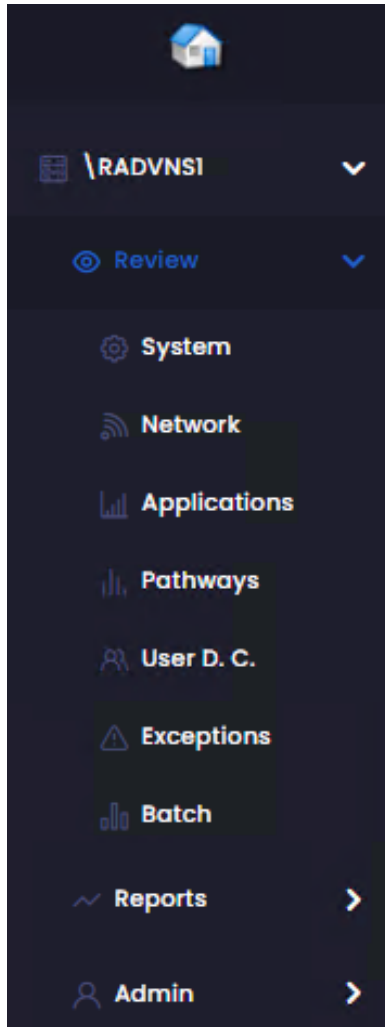 \RADVNS1
Review
System
Network
Applications
Pathways
User D. C.
Exceptions
Batch
Reports
Admin